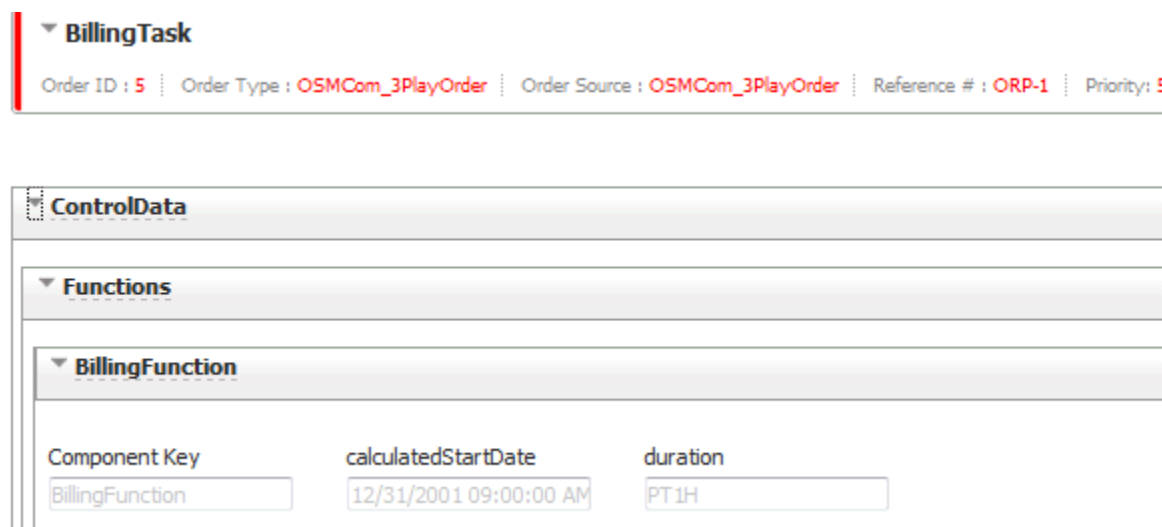 BillingTask
Order ID : 5 Order Type : OSMCom_3PlayOrder Order Source : OSMCom_3PlayOrder Reference # : ORP-1 Priority: 5
ControlData
Functions
BillingFunction
Component Key calculatedStartDate duration
BillingFunction 12/31/2001 09:00:00 AM PT1H